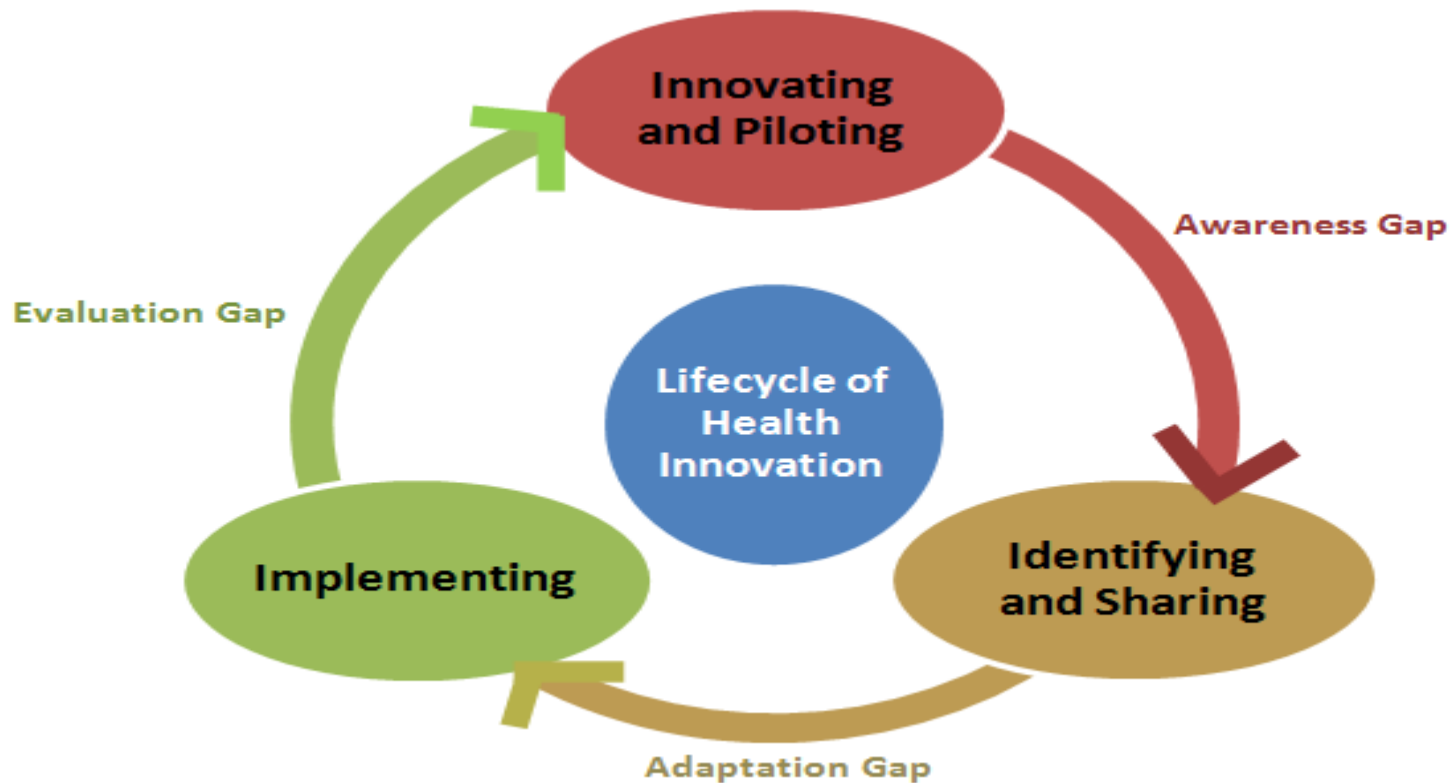 Innovating
and Piloting
Awareness Gap
Evaluation Gap
Lifecycle of
Health
Innovation
Implementing
Identifying
and Sharing
Adaptation Gap